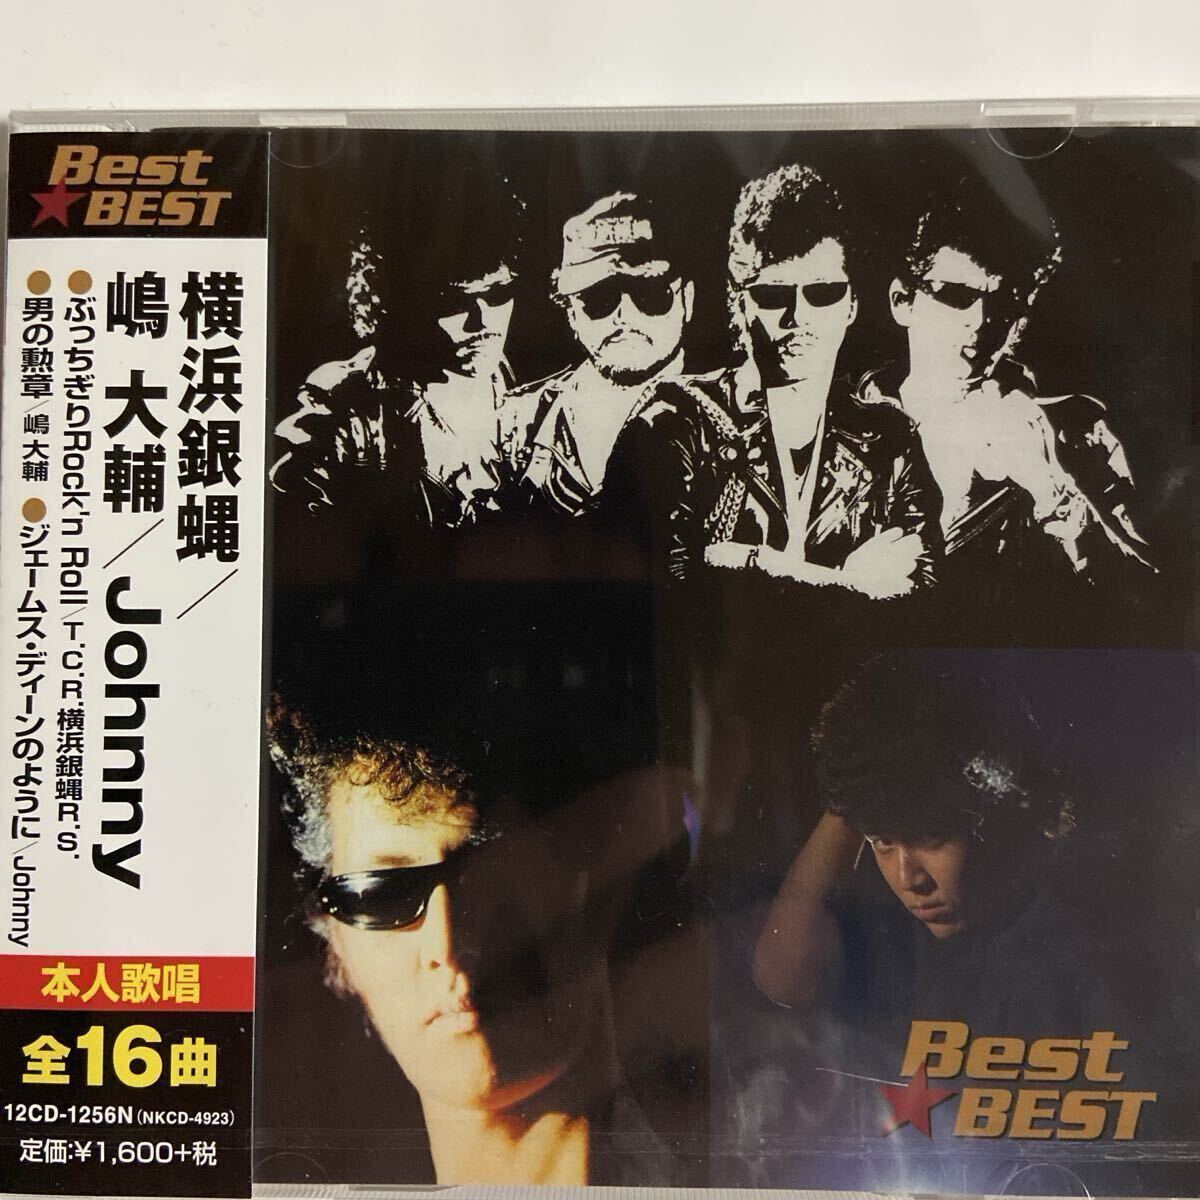 Best
BEST
横浜銀蝿／
嶋 大輔／Johnny
●ぶっちぎりRock'n Roll/T.C.R.横浜銀蝿R.S.
●男の勲章/嶋 大輔 ●ジェームス・ディーンのように/Johnny
本人歌唱
全16曲
12CD-1256N(NKCD-4923)
定価:¥1,600+税
Best
BEST